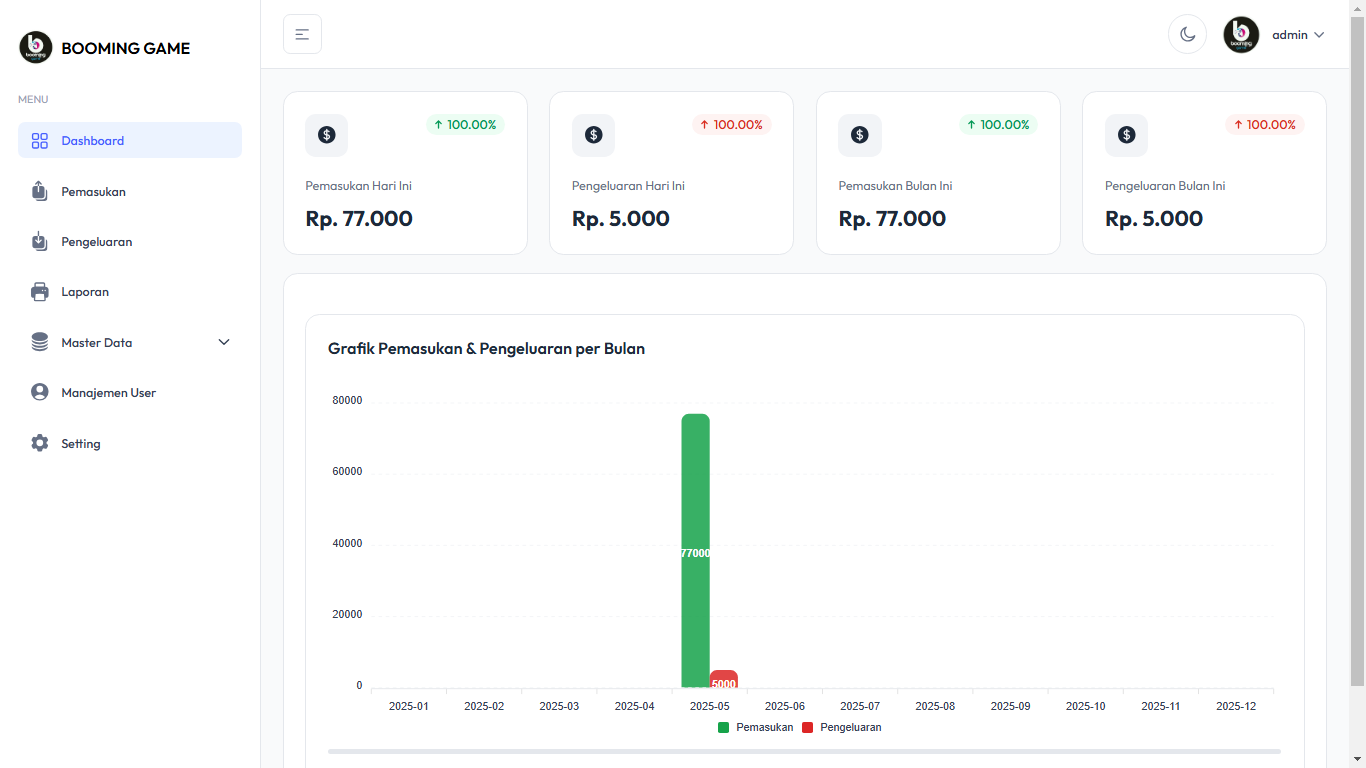 BOOMING GAME
admin
MENU
Dashboard
Pemasukan
Pengeluaran
Laporan
Master Data
Manajemen User
Setting
↑ 100.00%
Pemasukan Hari Ini
Rp. 77.000
↑ 100.00%
Pengeluaran Hari Ini
Rp. 5.000
↑ 100.00%
Pemasukan Bulan Ini
Rp. 77.000
↑ 100.00%
Pengeluaran Bulan Ini
Rp. 5.000
Grafik Pemasukan & Pengeluaran per Bulan
80000
60000
40000
20000
0
77000
5000
2025-01 2025-02 2025-03 2025-04 2025-05 2025-06 2025-07 2025-08 2025-09 2025-10 2025-11 2025-12
Pemasukan Pengeluaran